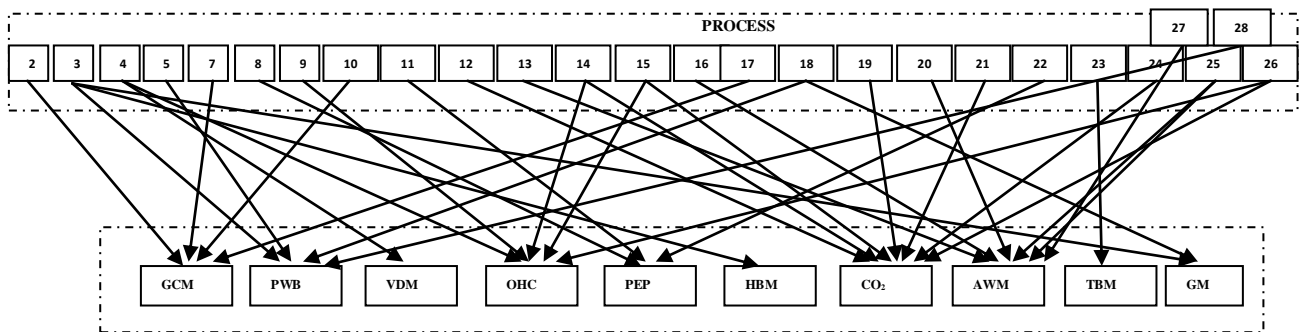 PROCESS
27 28
2 3 4 5 7 8 9 10 11 12 13 14 15 16 17 18 19 20 21 22 23 24 25 26
GCM PWB VDM OHC PEP HBM CO₂ AWM TBM GM